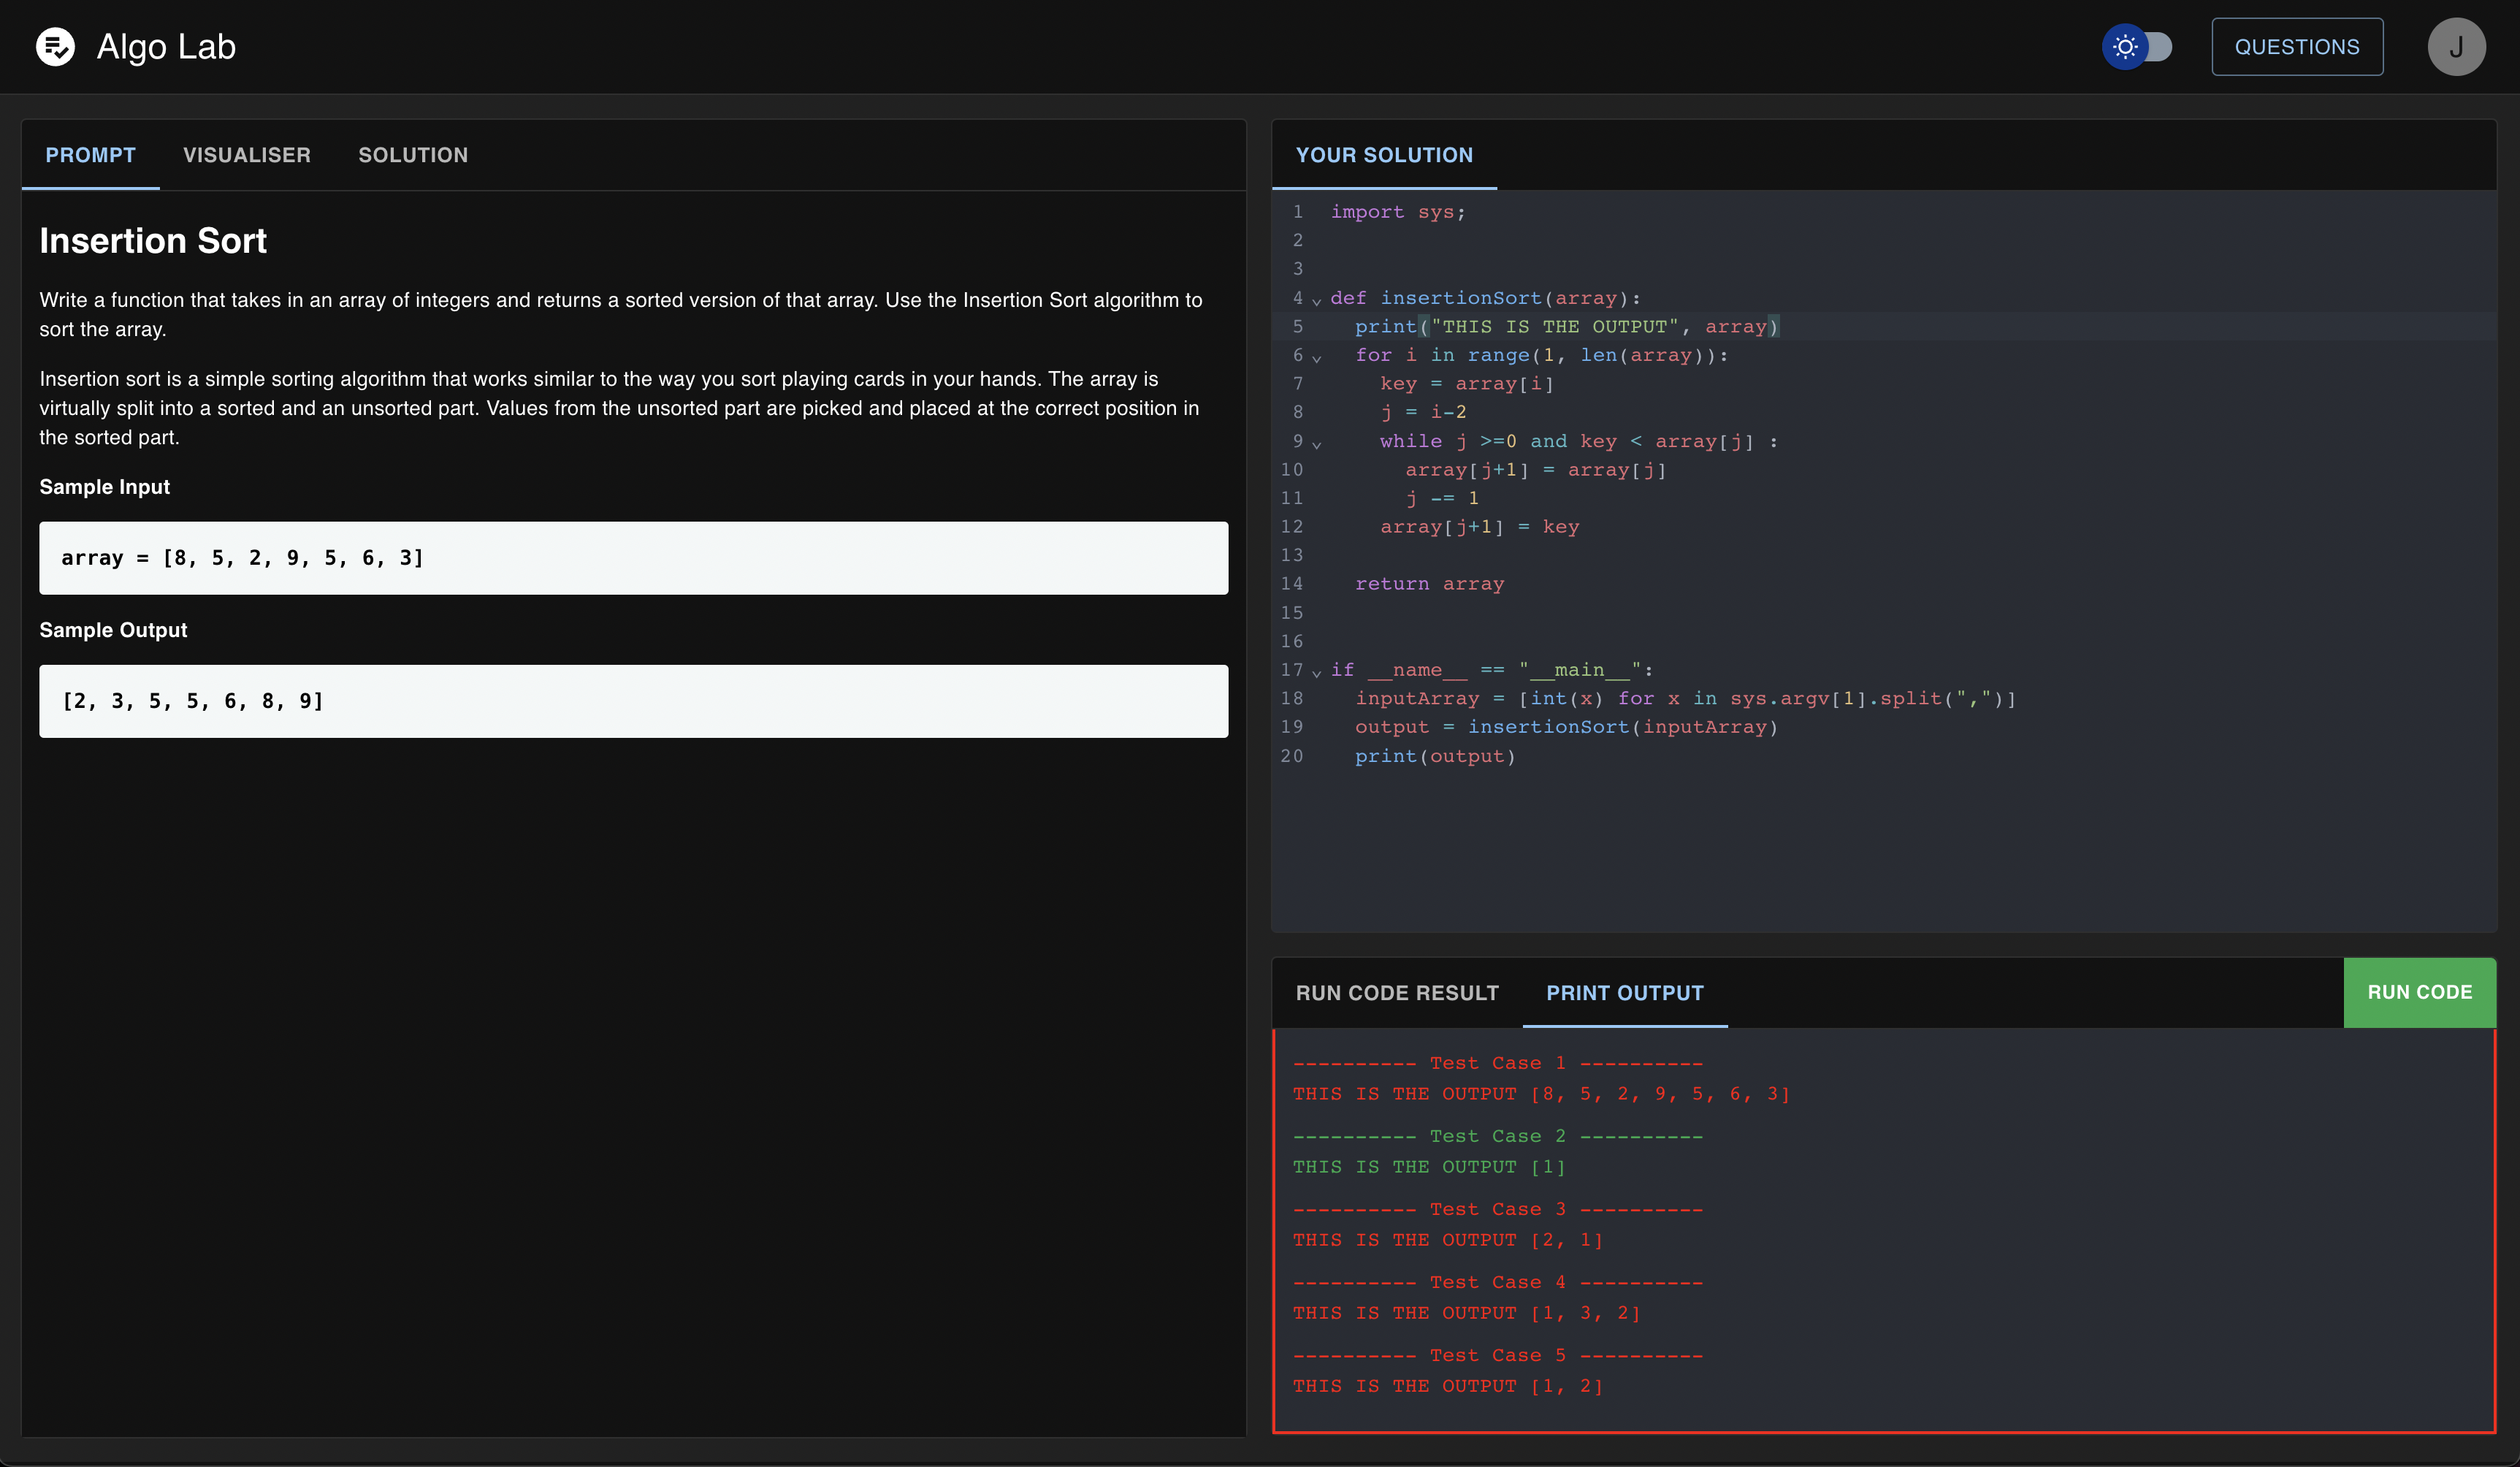 Algo Lab
QUESTIONS
J
PROMPT
VISUALISER
SOLUTION
Insertion Sort
Write a function that takes in an array of integers and returns a sorted version of that array. Use the Insertion Sort algorithm to
sort the array.
Insertion sort is a simple sorting algorithm that works similar to the way you sort playing cards in your hands. The array is
virtually split into a sorted and an unsorted part. Values from the unsorted part are picked and placed at the correct position in
the sorted part.
Sample Input
array = [8, 5, 2, 9, 5, 6, 3]
Sample Output
[2, 3, 5, 5, 6, 8, 9]
YOUR SOLUTION
1 import sys;
2
3
4 def insertionSort(array):
5   print("THIS IS THE OUTPUT", array)
6   for i in range(1, len(array)):
7     key = array[i]
8     j = i-2
9     while j >=0 and key < array[j] :
10       array[j+1] = array[j]
11       j -= 1
12     array[j+1] = key
13
14   return array
15
16
17 if __name__ == "__main__":
18   inputArray = [int(x) for x in sys.argv[1].split(",")]
19   output = insertionSort(inputArray)
20   print(output)
RUN CODE RESULT
PRINT OUTPUT
RUN CODE
---------- Test Case 1 ----------
THIS IS THE OUTPUT [8, 5, 2, 9, 5, 6, 3]
---------- Test Case 2 ----------
THIS IS THE OUTPUT [1]
---------- Test Case 3 ----------
THIS IS THE OUTPUT [2, 1]
---------- Test Case 4 ----------
THIS IS THE OUTPUT [1, 3, 2]
---------- Test Case 5 ----------
THIS IS THE OUTPUT [1, 2]